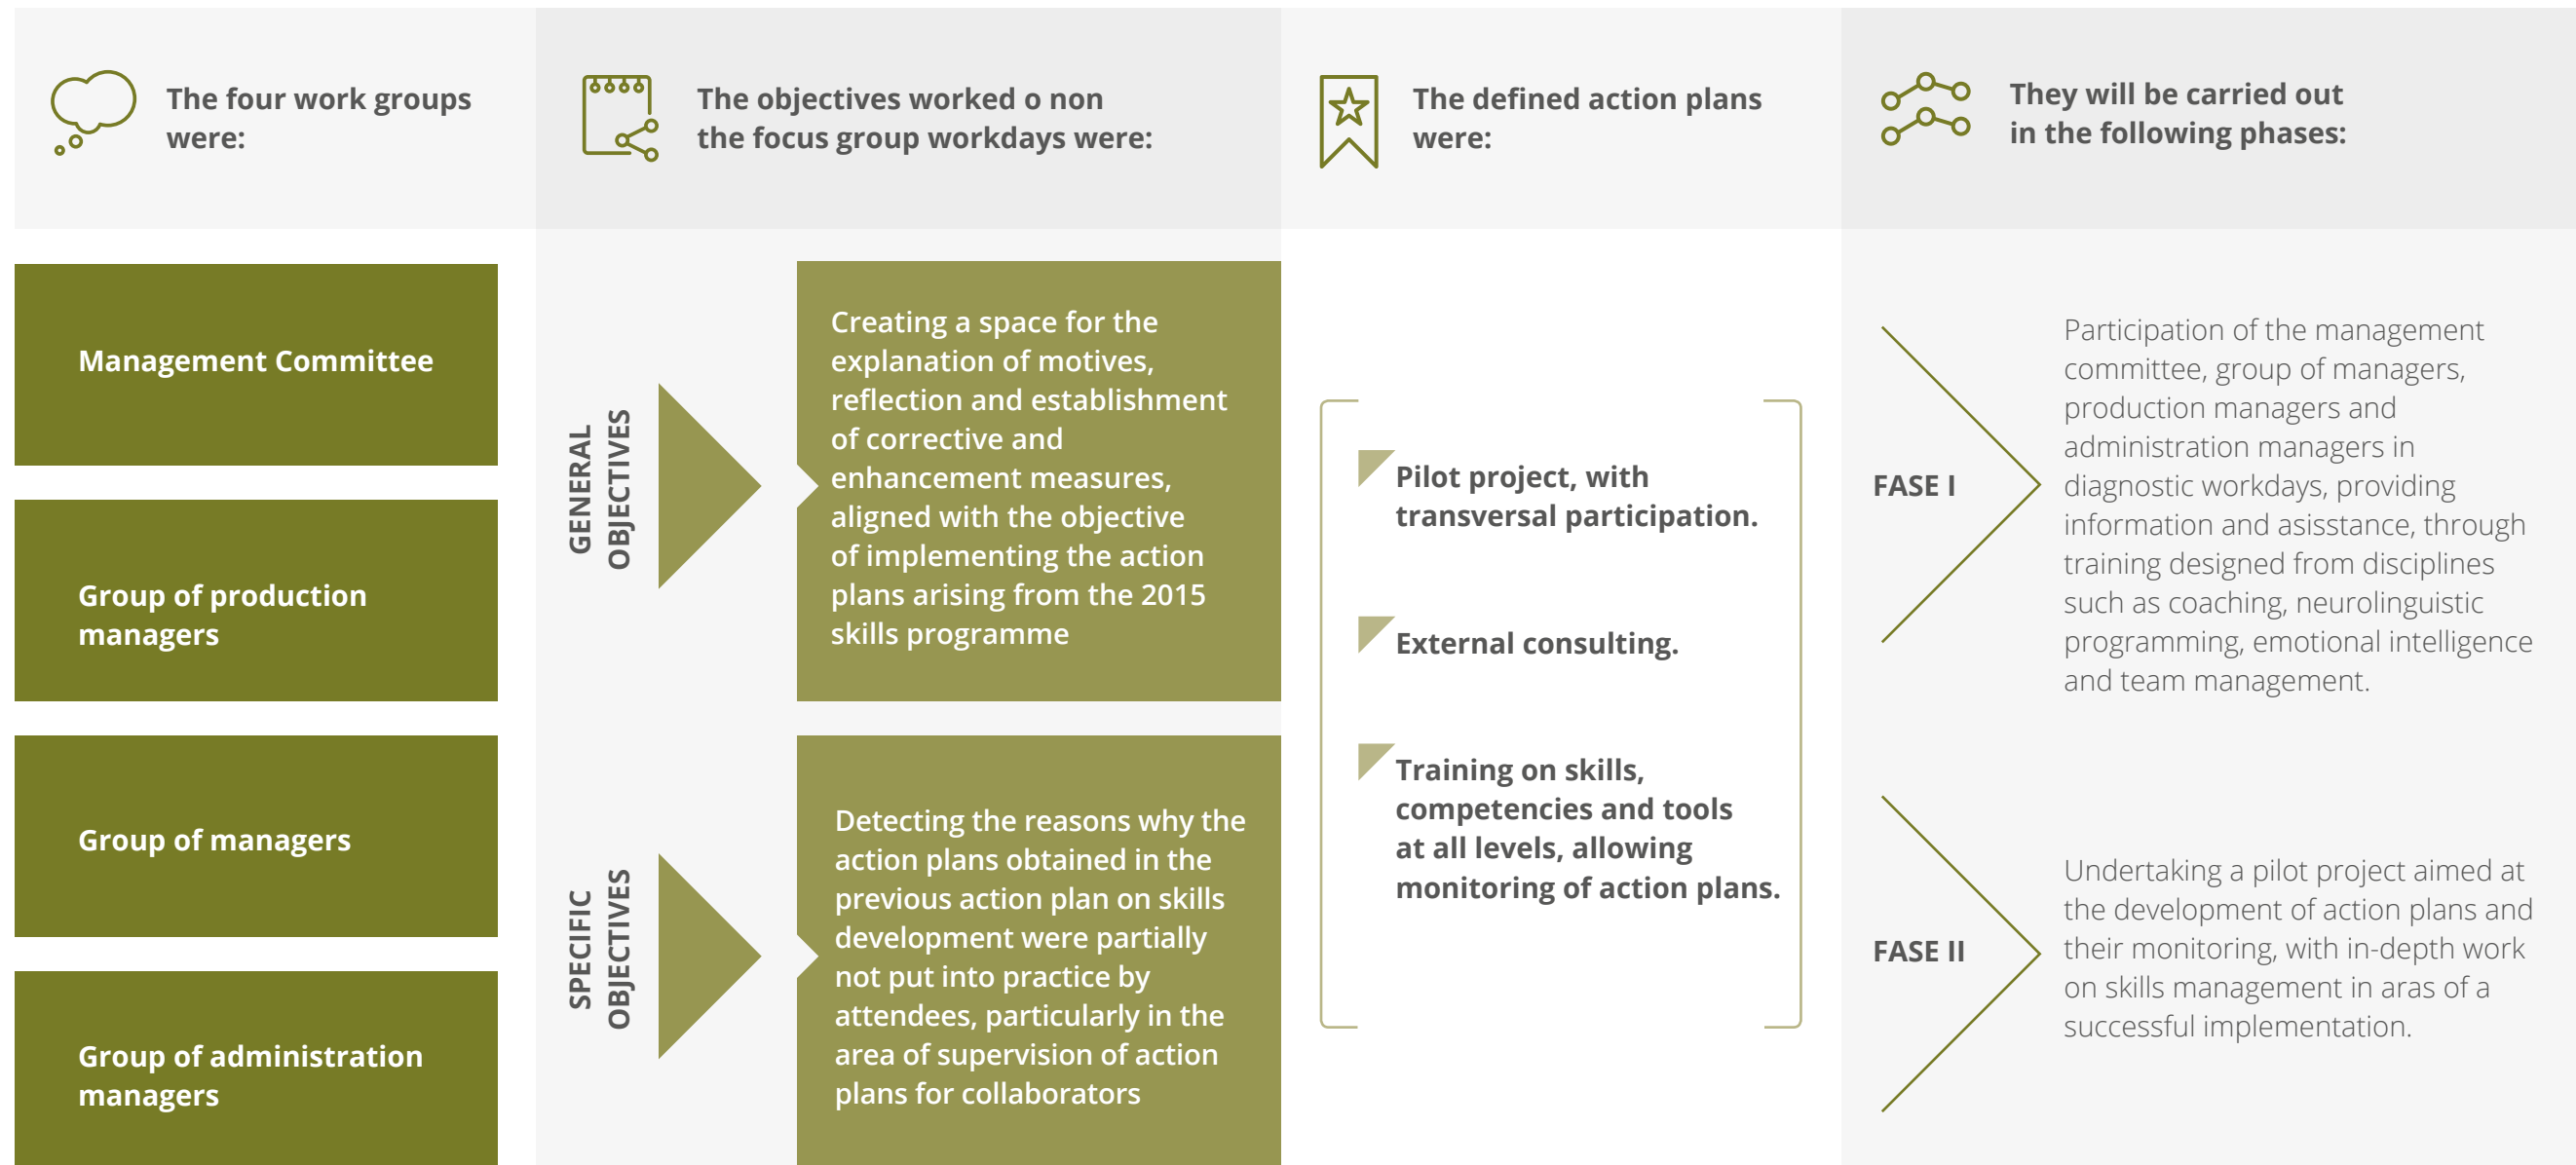 The four work groups
were:
Management Committee
Group of production
managers
Group of managers
Group of administration
managers
The objectives worked o non
the focus group workdays were:
GENERAL
OBJECTIVES
Creating a space for the
explanation of motives,
reflection and establishment
of corrective and
enhancement measures,
aligned with the objective
of implementing the action
plans arising from the 2015
skills programme
SPECIFIC
OBJECTIVES
Detecting the reasons why the
action plans obtained in the
previous action plan on skills
development were partially
not put into practice by
attendees, particularly in the
area of supervision of action
plans for collaborators
The defined action plans
were:
Pilot project, with
transversal participation.
External consulting.
Training on skills,
competencies and tools
at all levels, allowing
monitoring of action plans.
They will be carried out
in the following phases:
FASE I
Participation of the management
committee, group of managers,
production managers and
administration managers in
diagnostic workdays, providing
information and asisstance, through
training designed from disciplines
such as coaching, neurolinguistic
programming, emotional intelligence
and team management.
FASE II
Undertaking a pilot project aimed at
the development of action plans and
their monitoring, with in-depth work
on skills management in aras of a
successful implementation.